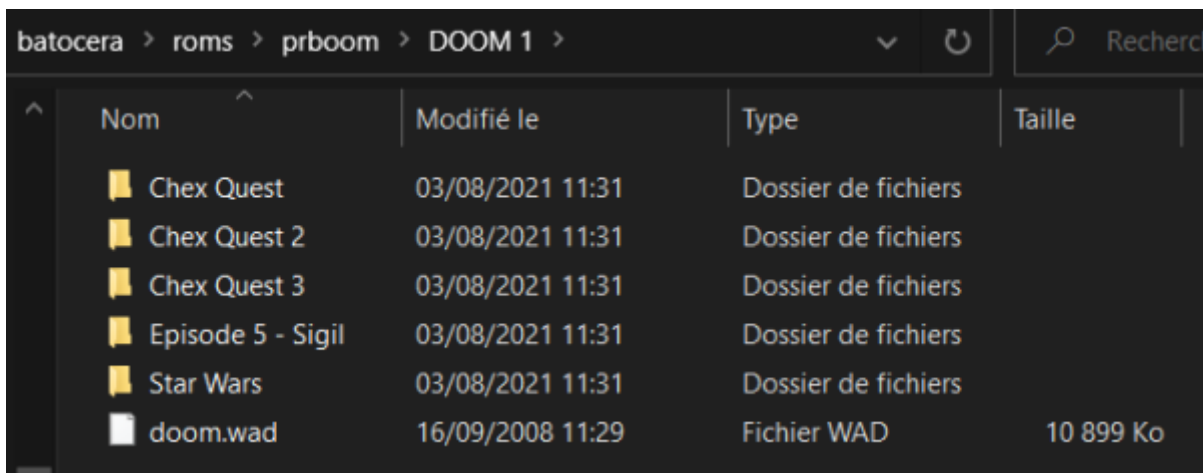 batocera > roms > prboom > DOOM 1 > Recherch
Nom Modifié le Type Taille
Chex Quest 03/08/2021 11:31 Dossier de fichiers
Chex Quest 2 03/08/2021 11:31 Dossier de fichiers
Chex Quest 3 03/08/2021 11:31 Dossier de fichiers
Episode 5 - Sigil 03/08/2021 11:31 Dossier de fichiers
Star Wars 03/08/2021 11:31 Dossier de fichiers
doom.wad 16/09/2008 11:29 Fichier WAD 10 899 Ko